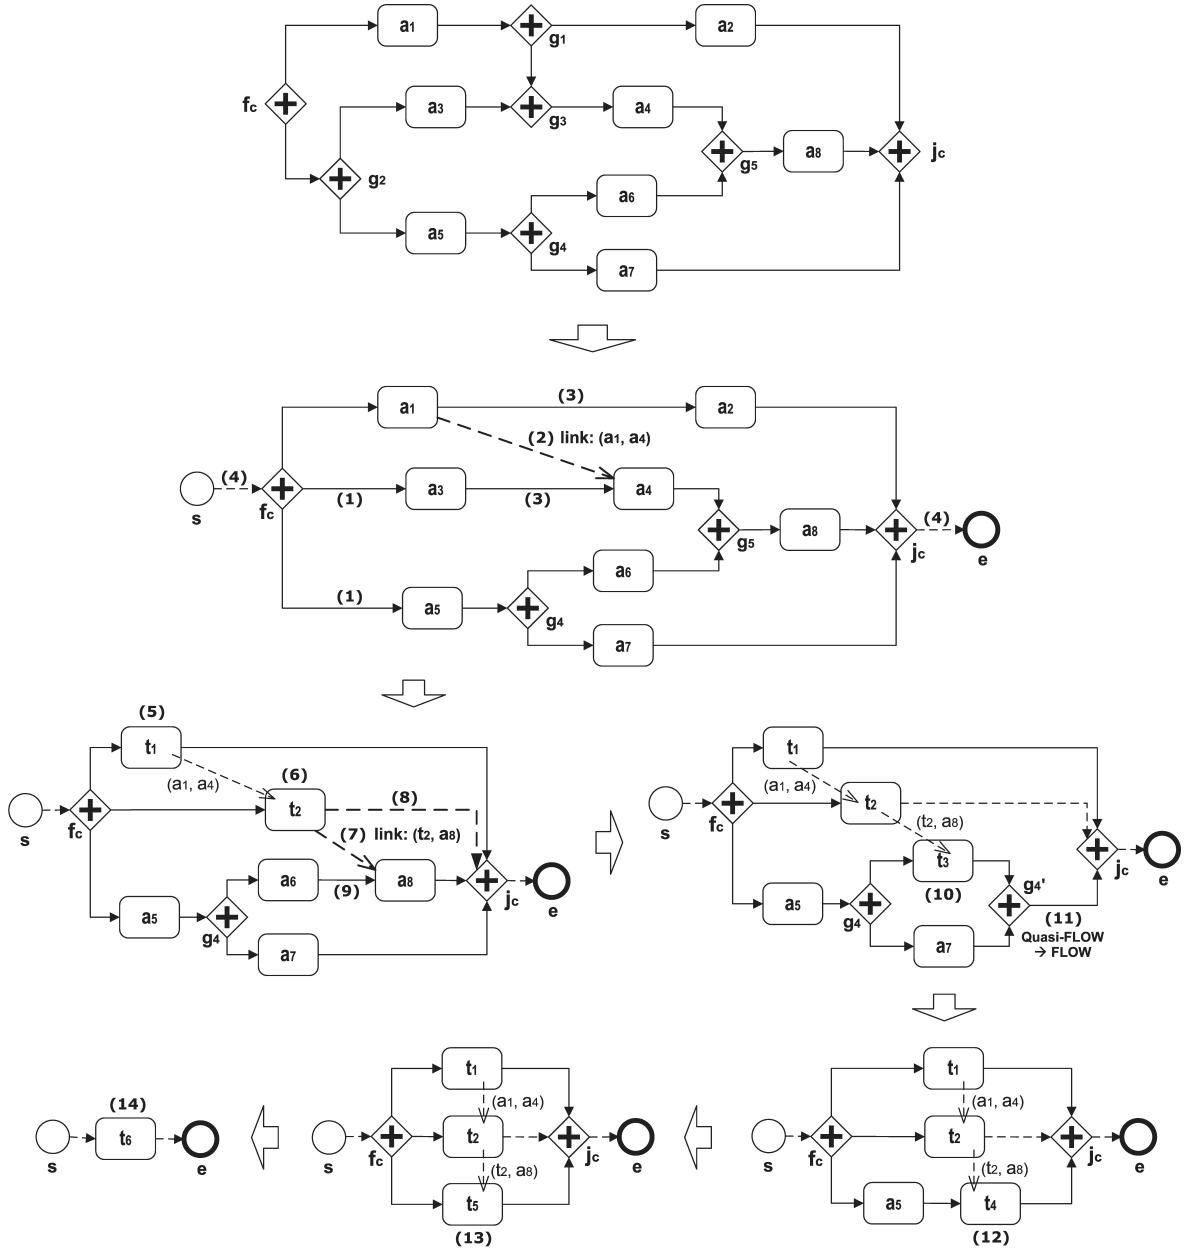 a1
g1
a2
fc
a3
g3
a4
g2
g5
a8
jc
a6
a5
g4
a7
(3)
a1
a2
(2) link: (a1, a4)
(4)
s
fc
(1)
a3
(3)
a4
g5
a8
(4)
jc
e
a6
(1)
a5
g4
a7
(5)
t1
(a1, a4)
(6)
t2
(8)
s
fc
(7) link: (t2, a8)
a6
(9)
a8
jc
e
a5
g4
a7
t1
(a1, a4)
t2
s
fc
(t2, a8)
t3
jc
e
(10)
g4'
a5
g4
(11)
Quasi-FLOW
→ FLOW
a7
(14)
s
t6
e
t1
(a1, a4)
s
fc
t2
jc
e
(t2, a8)
t5
(13)
t1
(a1, a4)
s
fc
t2
jc
e
(t2, a8)
a5
t4
(12)